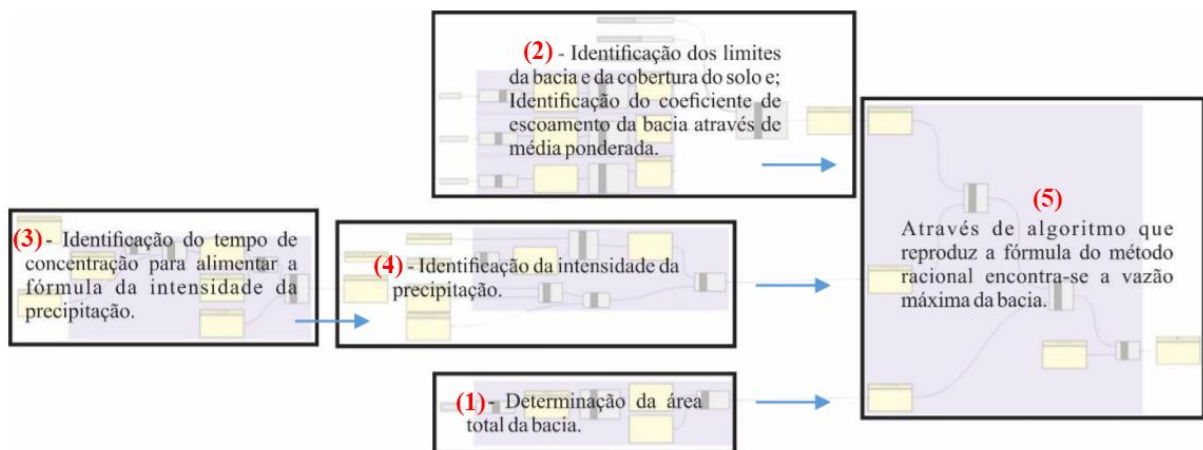 (2) - Identificação dos limites
da bacia e da cobertura do solo e;
Identificação do coeficiente de
escoamento da bacia através de
média ponderada.
(3) - Identificação do tempo de
concentração para alimentar a
fórmula da intensidade da
precipitação.
(4) - Identificação da intensidade da
precipitação.
(1) - Determinação da área
total da bacia.
(5)
Através de algoritmo que
reproduz a fórmula do método
racional encontra-se a vazão
máxima da bacia.